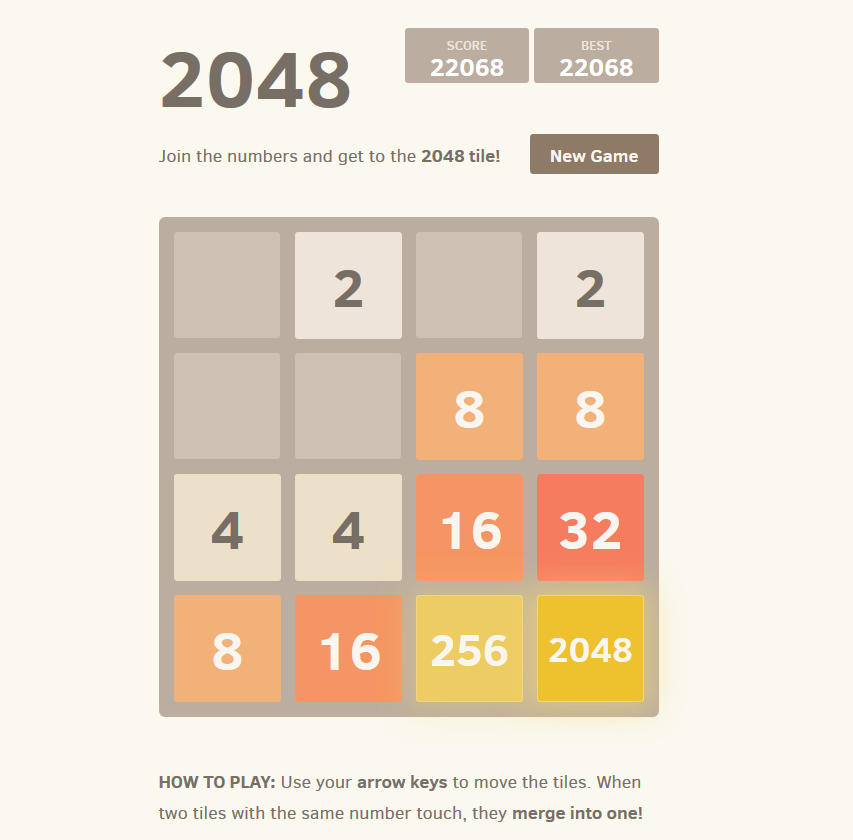 2048
SCORE
22068
BEST
22068
Join the numbers and get to the 2048 tile!
New Game
2 2
8 8
4 4 16 32
8 16 256 2048
HOW TO PLAY: Use your arrow keys to move the tiles. When
two tiles with the same number touch, they merge into one!